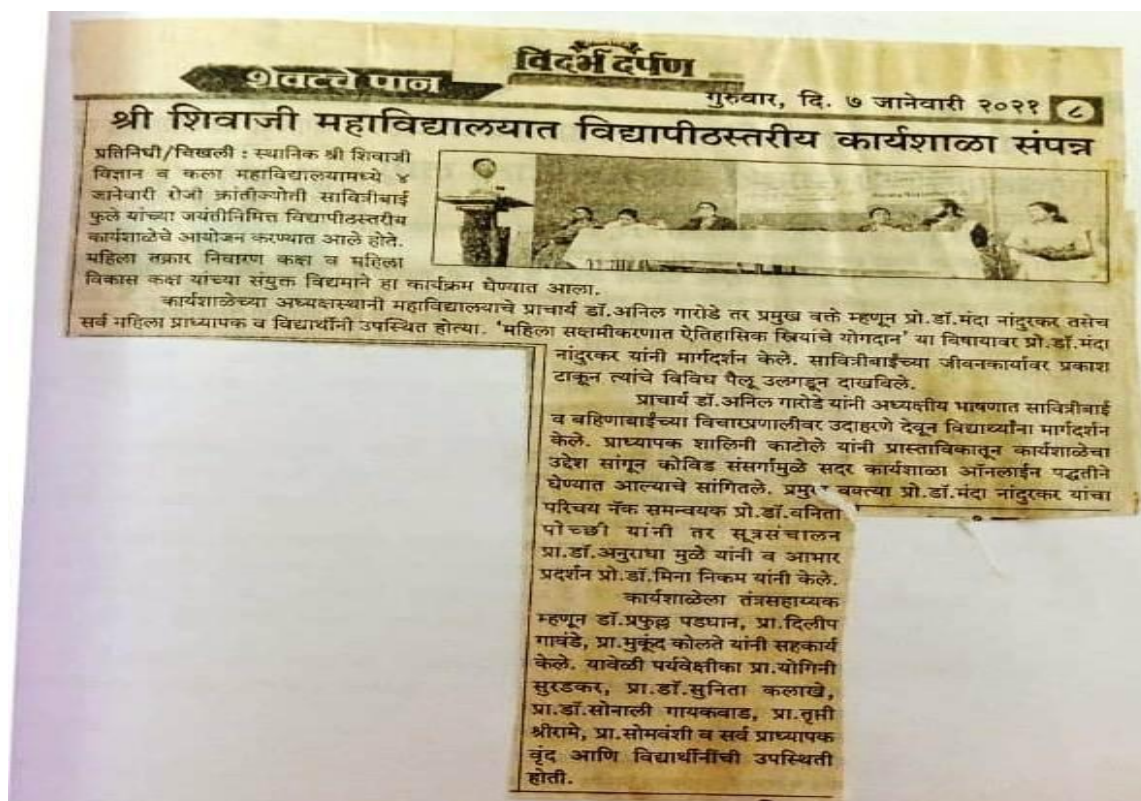 विदर्भ दर्पण
शेवटचे पान
गुरुवार, दि. ७ जानेवारी २०२१ ८
श्री शिवाजी महाविद्यालयात विद्यापीठस्तरीय कार्यशाळा संपन्न
प्रतिनिधी/चिखली : स्थानिक श्री शिवाजी
विज्ञान व कला महाविद्यालयामध्ये ४
जानेवारी रोजी क्रांतीज्योती सावित्रीबाई
फुले यांच्या जयंतीनिमित्त विद्यापीठस्तरीय
कार्यशाळेचे आयोजन करण्यात आले होते.
महिला तक्रार निवारण कक्ष व महिला
विकास कक्ष यांच्या संयुक्त विद्यमाने हा कार्यक्रम घेण्यात आला.
कार्यशाळेच्या अध्यक्षस्थानी महाविद्यालयाचे प्राचार्य डॉ.अनिल गारोडे तर प्रमुख वक्ते म्हणून प्रो.डॉ.मंदा नांदुरकर तसेच
सर्व महिला प्राध्यापक व विद्यार्थीनी उपस्थित होत्या. 'महिला सक्षमीकरणात ऐतिहासिक स्त्रियांचे योगदान' या विषयावर प्रो.डॉ.मंदा
नांदुरकर यांनी मार्गदर्शन केले. सावित्रीबाईंच्या जीवनकार्यावर प्रकाश
टाकून त्यांचे विविध पैलू उलगडून दाखविले.
प्राचार्य डॉ.अनिल गारोडे यांनी अध्यक्षीय भाषणात सावित्रीबाई
व बहिणाबाईंच्या विचारप्रणालीवर उदाहरणे देवून विद्यार्थ्यांना मार्गदर्शन
केले. प्राध्यापक शालिनी काटोले यांनी प्रास्ताविकातून कार्यशाळेचा
उद्देश सांगून कोविड संसर्गामुळे सदर कार्यशाळा ऑनलाईन पद्धतीने
घेण्यात आल्याचे सांगितले. प्रमुख वक्त्या प्रो.डॉ.मंदा नांदुरकर यांचा
परिचय नॅक समन्वयक प्रो.डॉ.वनिता
पोच्छी यांनी तर सूत्रसंचालन
प्रा.डॉ.अनुराधा मुळे यांनी व आभार
प्रदर्शन प्रो.डॉ.मिना निकम यांनी केले.
कार्यशाळेला तंत्रसहाय्यक
म्हणून डॉ.प्रफुल्ल पडघान, प्रा.दिलीप
गावंडे, प्रा.मुकूंद कोलते यांनी सहकार्य
केले. यावेळी पर्यवेक्षीका प्रा.योगिनी
सुरडकर, प्रा.डॉ.सुनिता कलाखे,
प्रा.डॉ.सोनाली गायकवाड, प्रा.तृप्ती
श्रीरामे, प्रा.सोमवंशी व सर्व प्राध्यापक
वृंद आणि विद्यार्थीनींची उपस्थिती
होती.